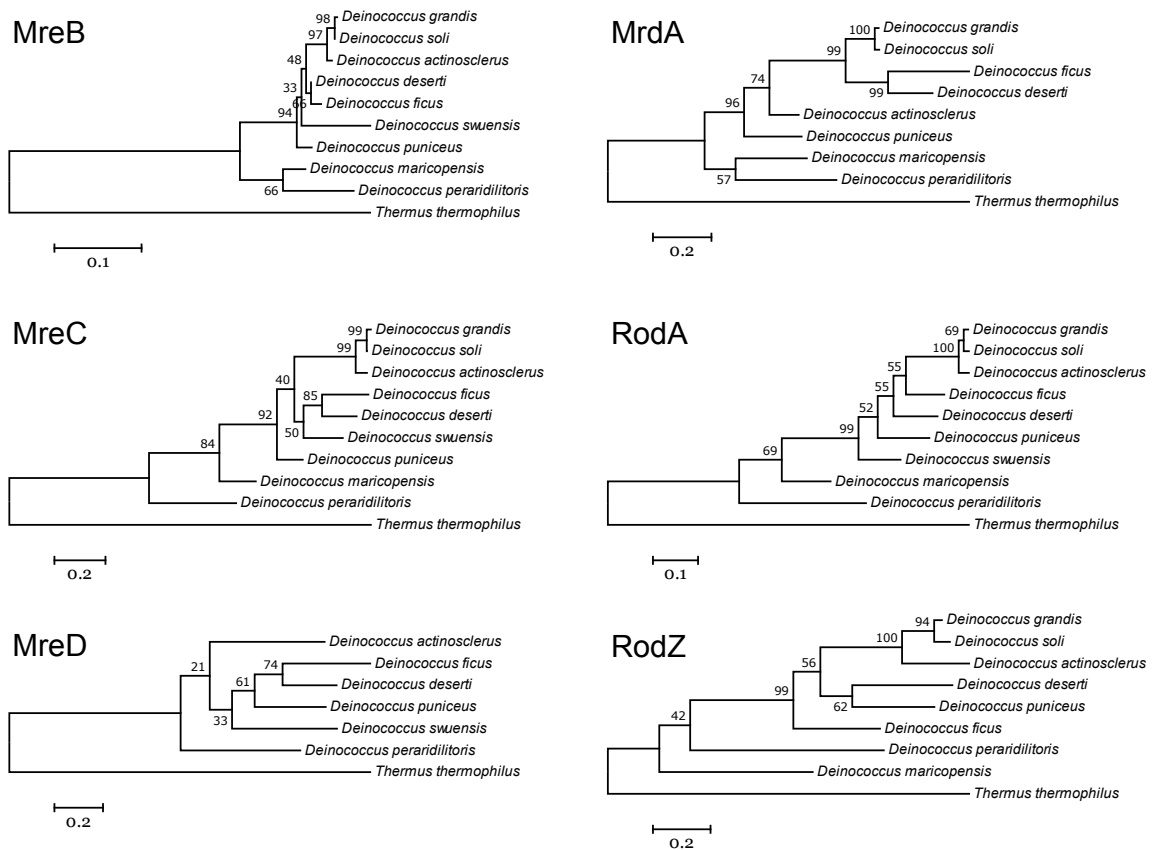 MreB
98
Deinococcus grandis
Deinococcus soli
97
Deinococcus actinosclerus
48
Deinococcus deserti
33
66
Deinococcus ficus
94
Deinococcus swuensis
Deinococcus puniceus
Deinococcus maricopensis
66
Deinococcus peraridilitoris
Thermus thermophilus
0.1
MrdA
100
Deinococcus grandis
99
Deinococcus soli
74
Deinococcus ficus
99
Deinococcus deserti
96
Deinococcus actinosclerus
Deinococcus puniceus
Deinococcus maricopensis
57
Deinococcus peraridilitoris
Thermus thermophilus
0.2
MreC
99
Deinococcus grandis
99
Deinococcus soli
Deinococcus actinosclerus
40
85
Deinococcus ficus
92
Deinococcus deserti
50
Deinococcus swuensis
84
Deinococcus puniceus
Deinococcus maricopensis
Deinococcus peraridilitoris
Thermus thermophilus
0.2
RodA
69
Deinococcus grandis
100
Deinococcus soli
55
Deinococcus actinosclerus
55
Deinococcus ficus
52
Deinococcus deserti
99
Deinococcus puniceus
69
Deinococcus swuensis
Deinococcus maricopensis
Deinococcus peraridilitoris
Thermus thermophilus
0.1
MreD
Deinococcus actinosclerus
21
74
Deinococcus ficus
61
Deinococcus deserti
Deinococcus puniceus
33
Deinococcus swuensis
Deinococcus peraridilitoris
Thermus thermophilus
0.2
RodZ
94
Deinococcus grandis
100
Deinococcus soli
56
Deinococcus actinosclerus
99
Deinococcus deserti
62
Deinococcus puniceus
42
Deinococcus ficus
Deinococcus peraridilitoris
Deinococcus maricopensis
Thermus thermophilus
0.2